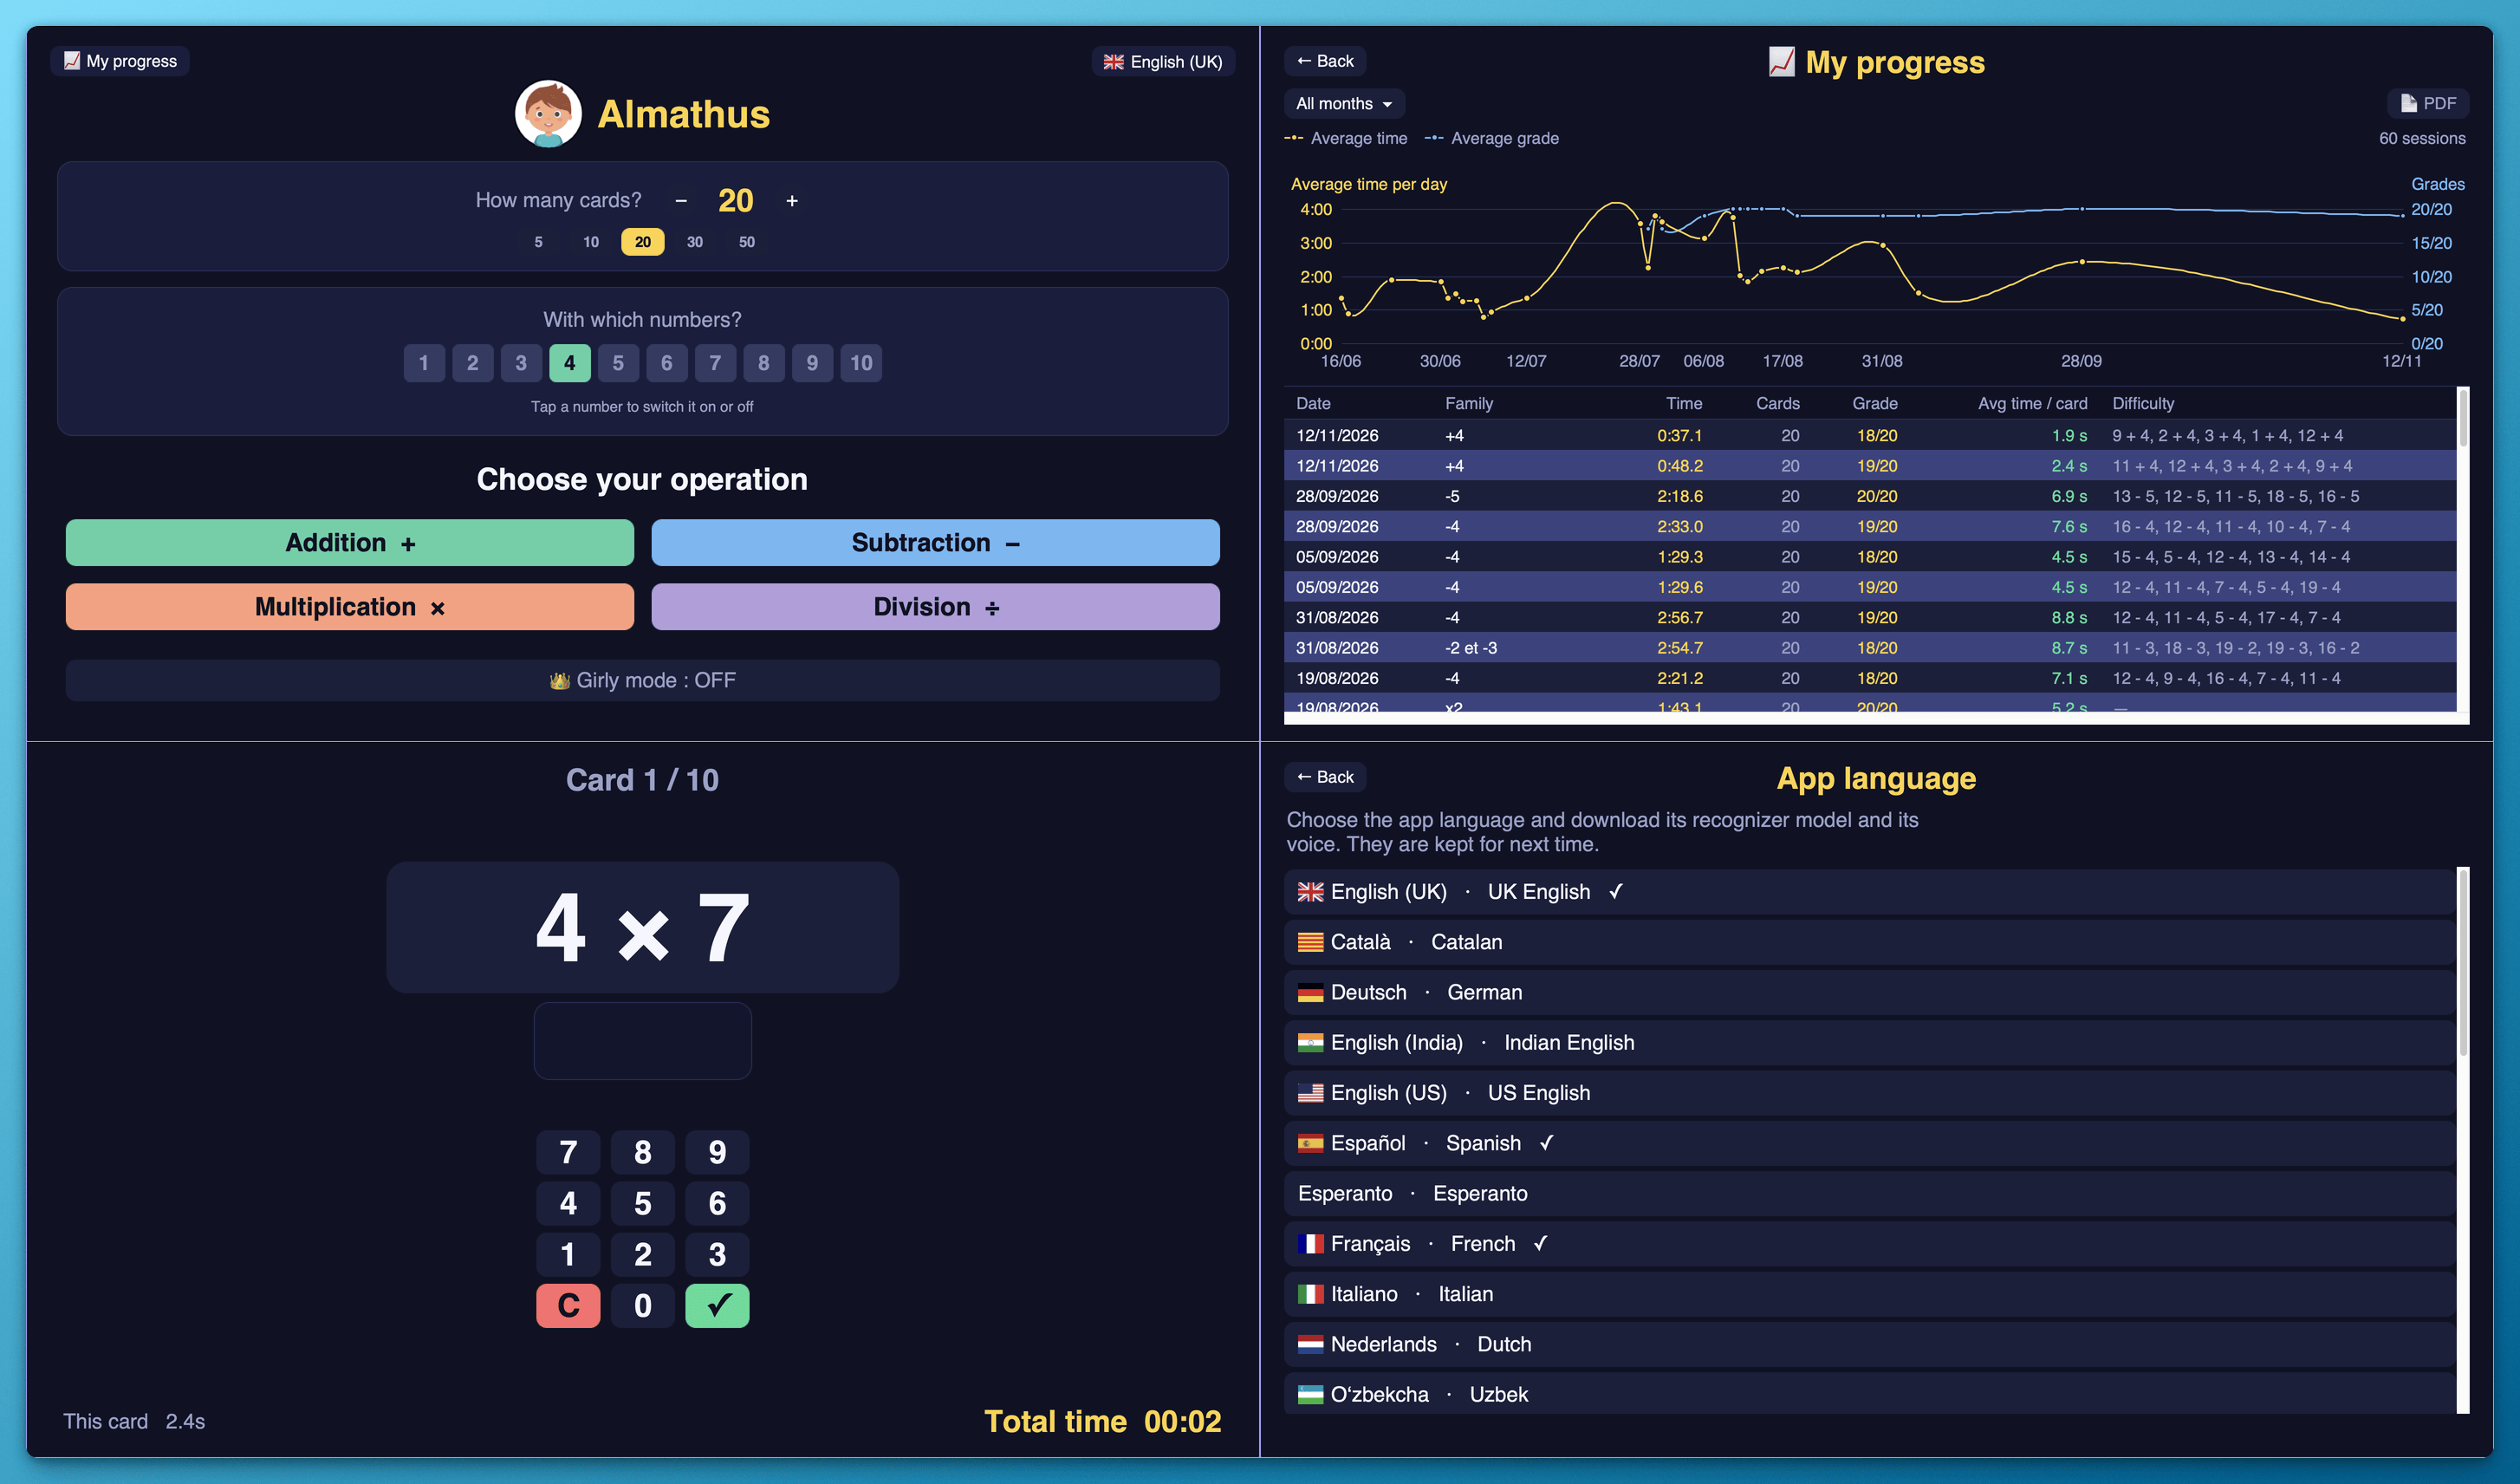 My progress
English (UK)
Almathus
How many cards? − 20 +
5 10 20 30 50
With which numbers?
1 2 3 4 5 6 7 8 9 10
Tap a number to switch it on or off
Choose your operation
Addition +
Subtraction −
Multiplication ×
Division ÷
Girly mode : OFF
← Back
My progress
All months
PDF
Average time Average grade
60 sessions
Average time per day
Grades
4:00 20/20
3:00 15/20
2:00 10/20
1:00 5/20
0:00 0/20
16/06 30/06 12/07 28/07 06/08 17/08 31/08 28/09 12/11
Date Family Time Cards Grade Avg time / card Difficulty
12/11/2026 +4 0:37.1 20 18/20 1.9 s 9 + 4, 2 + 4, 3 + 4, 1 + 4, 12 + 4
12/11/2026 +4 0:48.2 20 19/20 2.4 s 11 + 4, 12 + 4, 3 + 4, 2 + 4, 9 + 4
28/09/2026 -5 2:18.6 20 20/20 6.9 s 13 - 5, 12 - 5, 11 - 5, 18 - 5, 16 - 5
28/09/2026 -4 2:33.0 20 19/20 7.6 s 16 - 4, 12 - 4, 11 - 4, 10 - 4, 7 - 4
05/09/2026 -4 1:29.3 20 18/20 4.5 s 15 - 4, 5 - 4, 12 - 4, 13 - 4, 14 - 4
05/09/2026 -4 1:29.6 20 19/20 4.5 s 12 - 4, 11 - 4, 7 - 4, 5 - 4, 19 - 4
31/08/2026 -4 2:56.7 20 19/20 8.8 s 12 - 4, 11 - 4, 5 - 4, 17 - 4, 7 - 4
31/08/2026 -2 et -3 2:54.7 20 18/20 8.7 s 11 - 3, 18 - 3, 19 - 2, 19 - 3, 16 - 2
19/08/2026 -4 2:21.2 20 18/20 7.1 s 12 - 4, 9 - 4, 16 - 4, 7 - 4, 11 - 4
19/08/2026 x2 1:43.1 20 20/20 5.2 s —
Card 1 / 10
4 × 7
7 8 9
4 5 6
1 2 3
C 0 ✓
This card 2.4s
Total time 00:02
← Back
App language
Choose the app language and download its recognizer model and its
voice. They are kept for next time.
English (UK) · UK English ✓
Català · Catalan
Deutsch · German
English (India) · Indian English
English (US) · US English
Español · Spanish ✓
Esperanto · Esperanto
Français · French ✓
Italiano · Italian
Nederlands · Dutch
O‘zbekcha · Uzbek